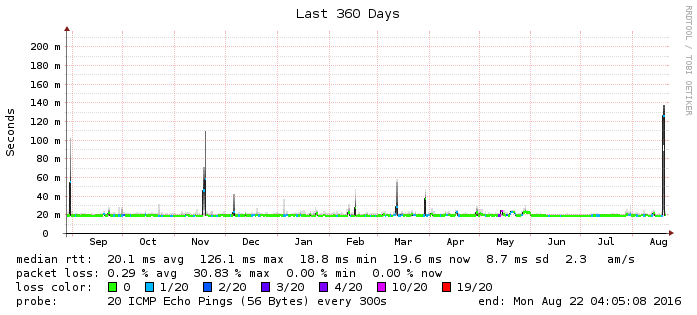 Last 360 Days
RRDTOOL / TOBI OETIKER
Seconds
200 m
180 m
160 m
140 m
120 m
100 m
80 m
60 m
40 m
20 m
0
Sep Oct Nov Dec Jan Feb Mar Apr May Jun Jul Aug
median rtt: 20.1 ms avg 126.1 ms max 18.8 ms min 19.6 ms now 8.7 ms sd 2.3 am/s
packet loss: 0.29 % avg 30.83 % max 0.00 % min 0.00 % now
loss color: 0 1/20 2/20 3/20 4/20 10/20 19/20
probe: 20 ICMP Echo Pings (56 Bytes) every 300s end: Mon Aug 22 04:05:08 2016